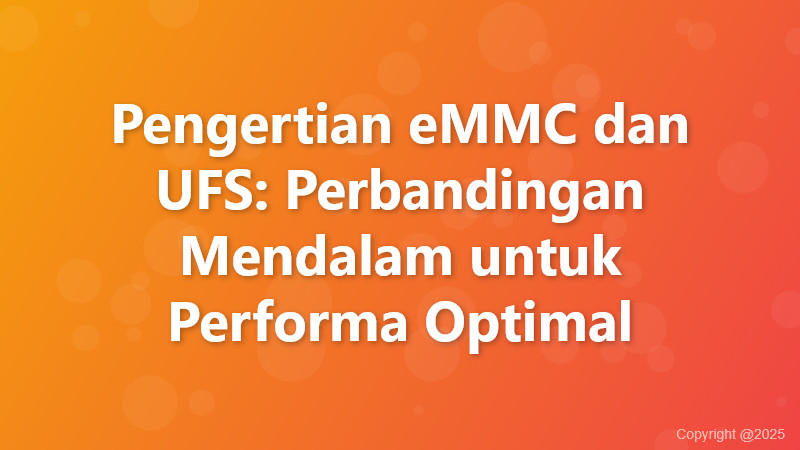 Pengertian eMMC dan
UFS: Perbandingan
Mendalam untuk
Performa Optimal
Copyright @2025